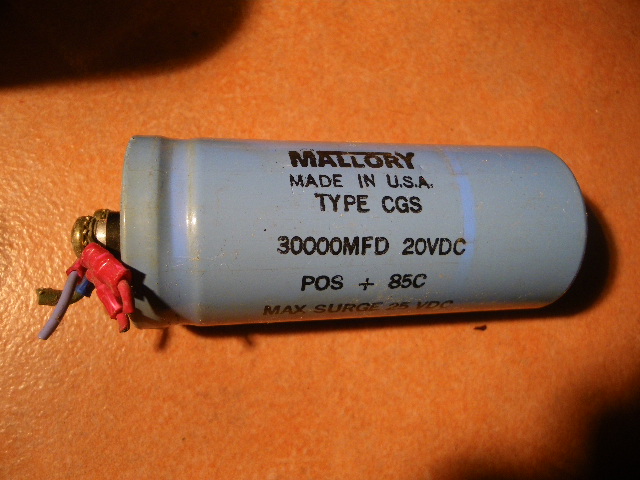 MALLORY
MADE IN U.S.A.
TYPE CGS
30000MFD 20VDC
POS + 85C
MAX SURGE 25 VDC